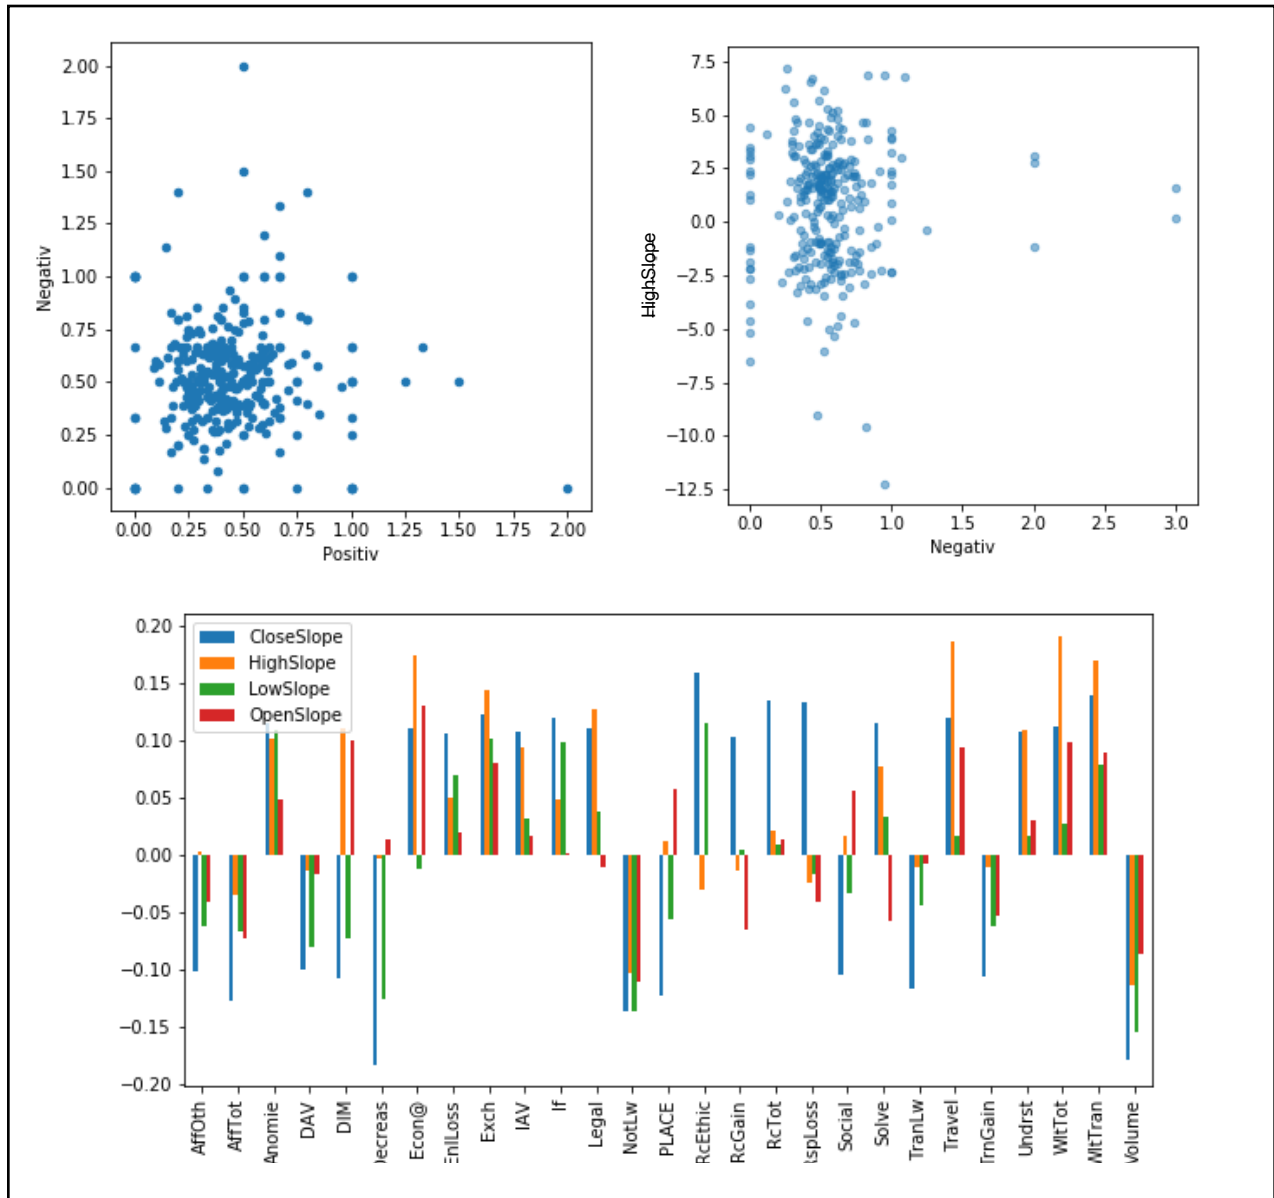 2.00
1.75
1.50
1.25
1.00
0.75
0.50
0.25
0.00
Negativ
0.00 0.25 0.50 0.75 1.00 1.25 1.50 1.75 2.00
Positiv
7.5
5.0
2.5
0.0
−2.5
−5.0
−7.5
−10.0
−12.5
HighSlope
0.0 0.5 1.0 1.5 2.0 2.5 3.0
Negativ
0.20
0.15
0.10
0.05
0.00
−0.05
−0.10
−0.15
−0.20
CloseSlope
HighSlope
LowSlope
OpenSlope
AffOth
AffTot
Anomie
DAV
DIM
Decreas
Econ@
EnlLoss
Exch
IAV
If
Legal
NotLw
PLACE
RcEthic
RcGain
RcTot
RspLoss
Social
Solve
TranLw
Travel
TrnGain
Undrst
WltTot
WltTran
Volume